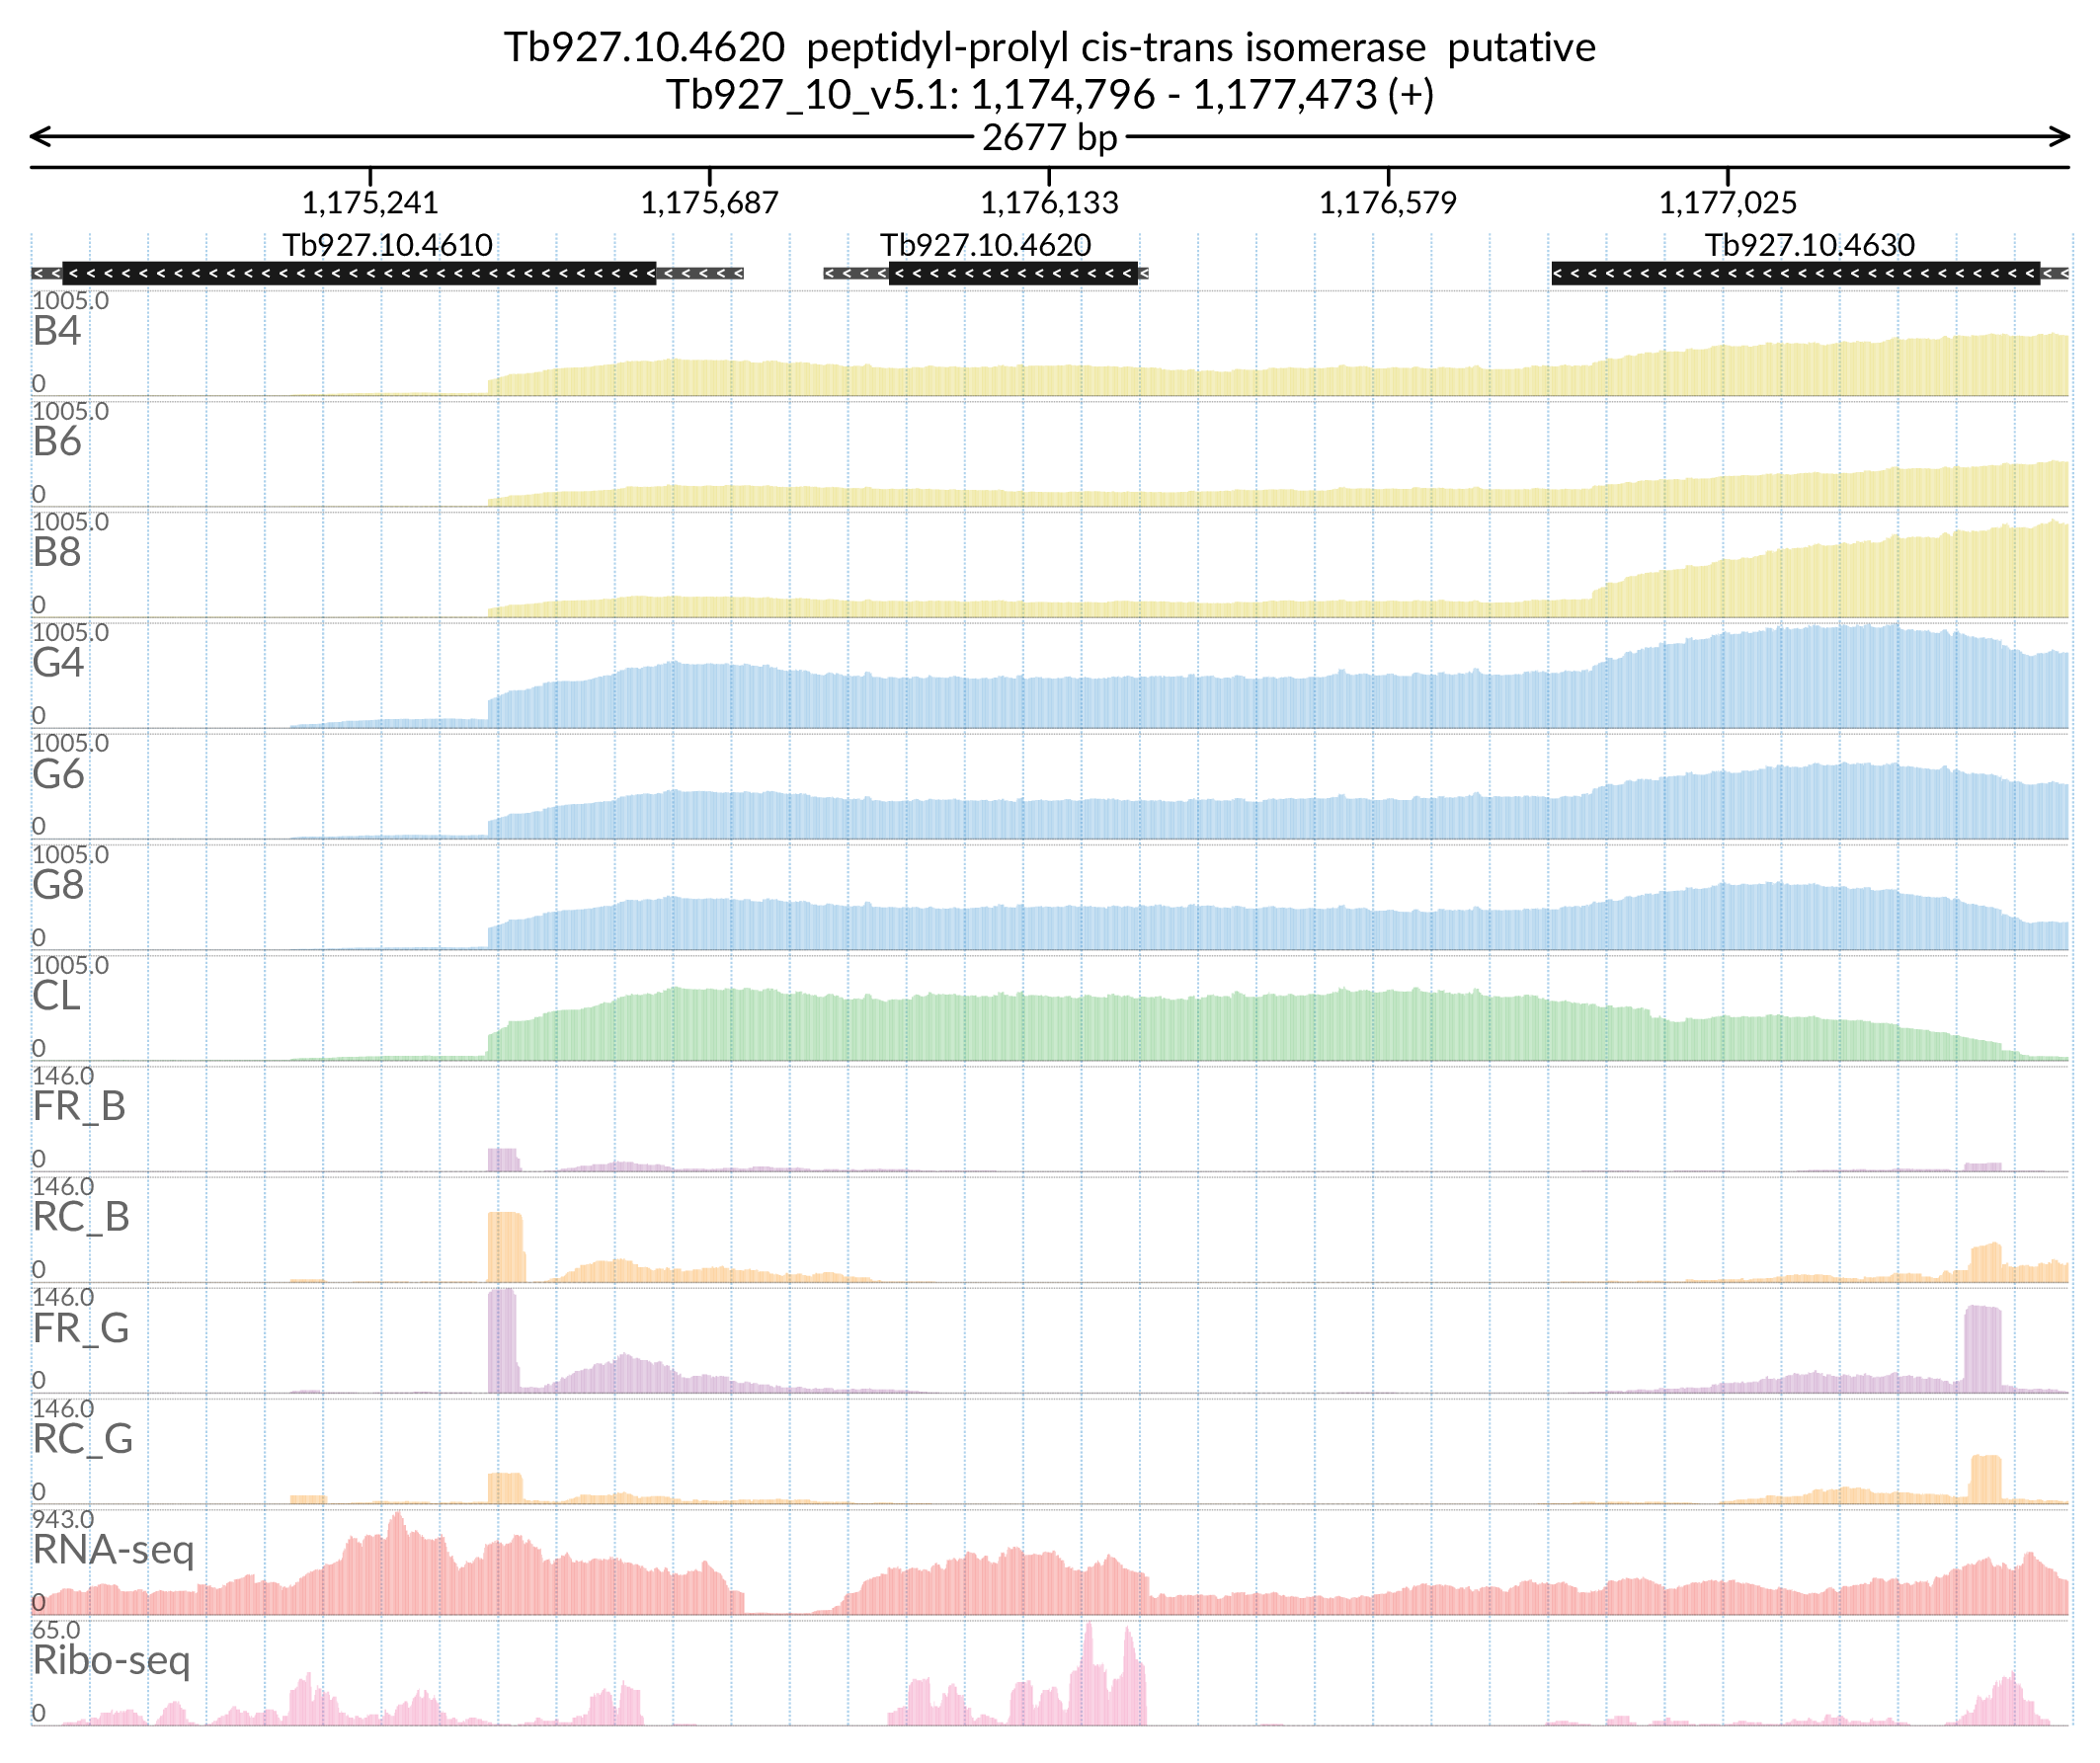 Tb927.10.4620  peptidyl-prolyl cis-trans isomerase  putative
Tb927_10_v5.1: 1,174,796 - 1,177,473 (+)
2677 bp
1,175,241 1,175,687 1,176,133 1,176,579 1,177,025
Tb927.10.4610 Tb927.10.4620 Tb927.10.4630
1005.0
B4
0
1005.0
B6
0
1005.0
B8
0
1005.0
G4
0
1005.0
G6
0
1005.0
G8
0
1005.0
CL
0
146.0
FR_B
0
146.0
RC_B
0
146.0
FR_G
0
146.0
RC_G
0
943.0
RNA-seq
0
65.0
Ribo-seq
0